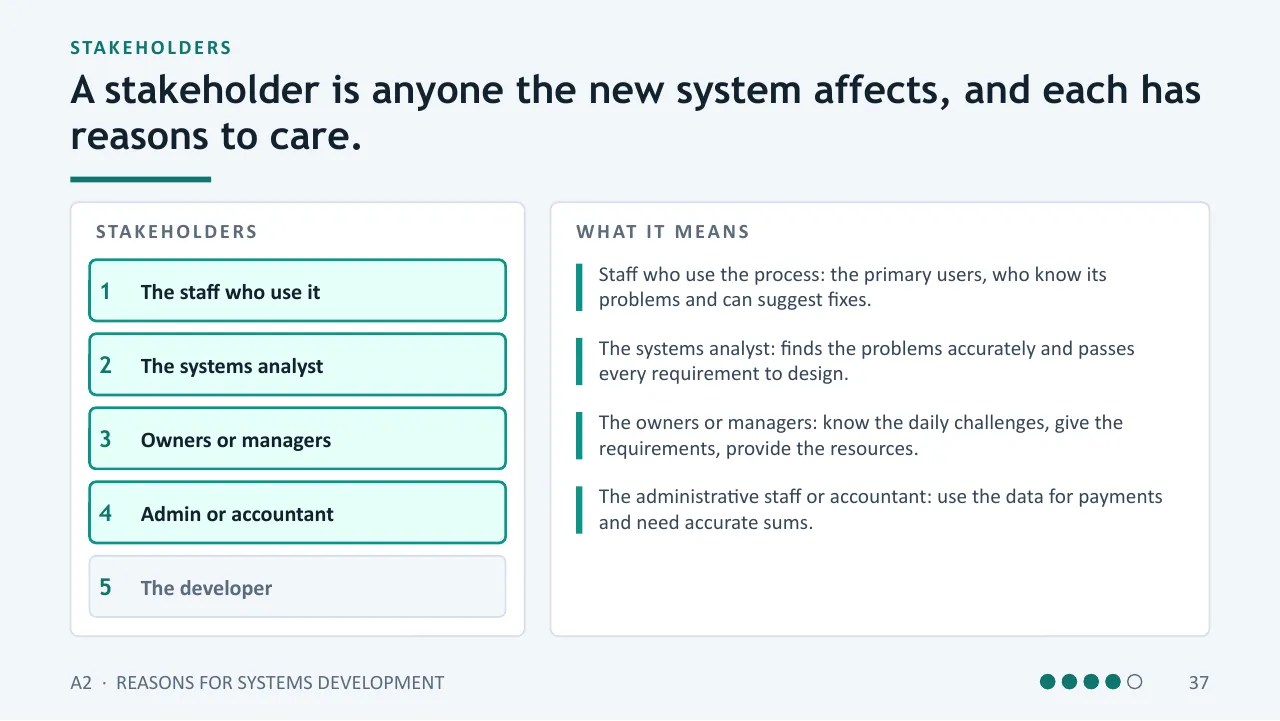 STAKEHOLDERS
A stakeholder is anyone the new system affects, and each has
reasons to care.
STAKEHOLDERS
1 The staff who use it
2 The systems analyst
3 Owners or managers
4 Admin or accountant
5 The developer
WHAT IT MEANS
Staff who use the process: the primary users, who know its
problems and can suggest fixes.
The systems analyst: finds the problems accurately and passes
every requirement to design.
The owners or managers: know the daily challenges, give the
requirements, provide the resources.
The administrative staff or accountant: use the data for payments
and need accurate sums.
A2 · REASONS FOR SYSTEMS DEVELOPMENT
37